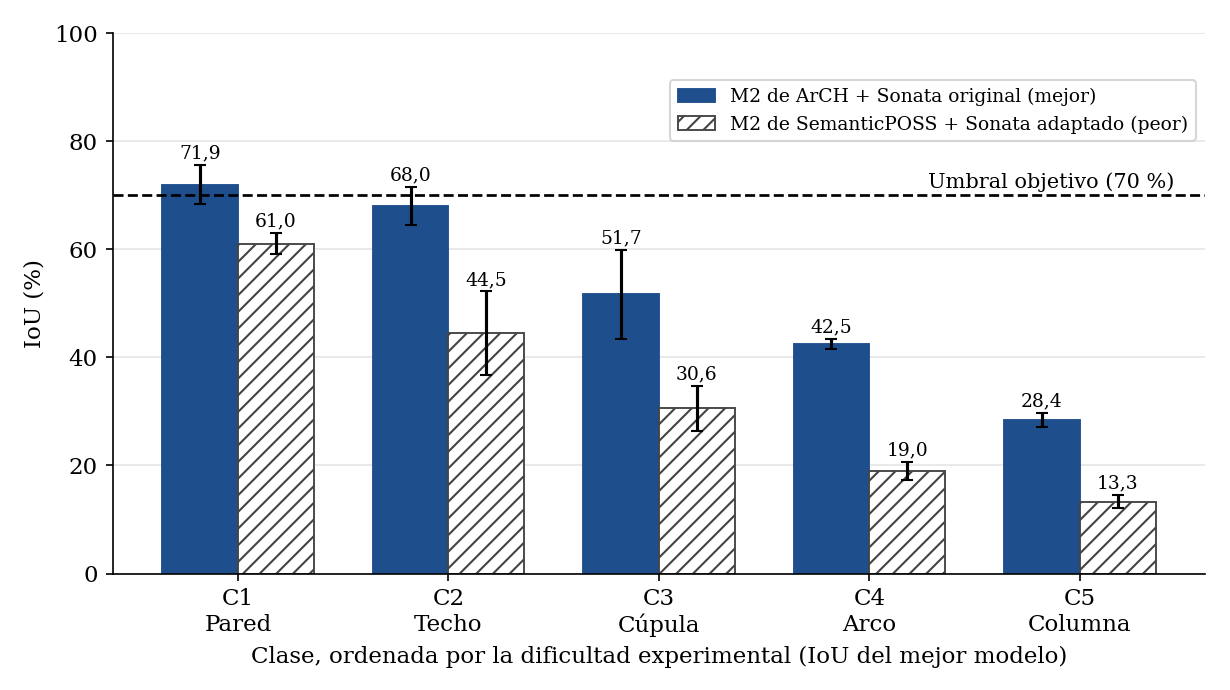 100
80
60
40
20
0
IoU (%)
M2 de ArCH + Sonata original (mejor)
M2 de SemanticPOSS + Sonata adaptado (peor)
Umbral objetivo (70 %)
71,9
61,0
68,0
44,5
51,7
30,6
42,5
19,0
28,4
13,3
C1
Pared
C2
Techo
C3
Cúpula
C4
Arco
C5
Columna
Clase, ordenada por la dificultad experimental (IoU del mejor modelo)